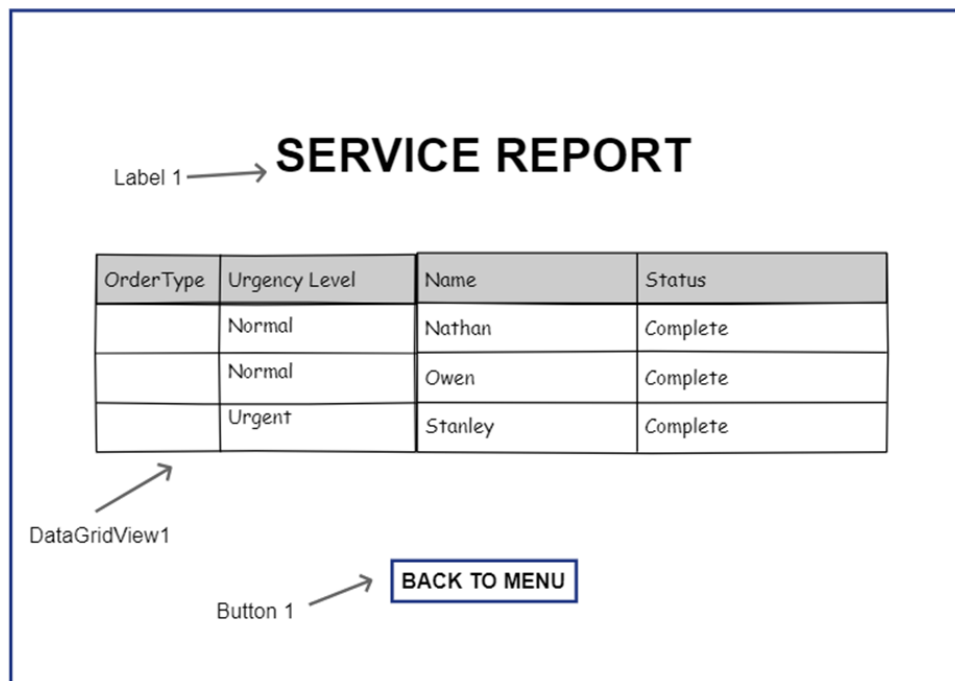 SERVICE REPORT
Label 1
OrderType Urgency Level Name Status
Normal Nathan Complete
Normal Owen Complete
Urgent Stanley Complete
DataGridView1
BACK TO MENU
Button 1